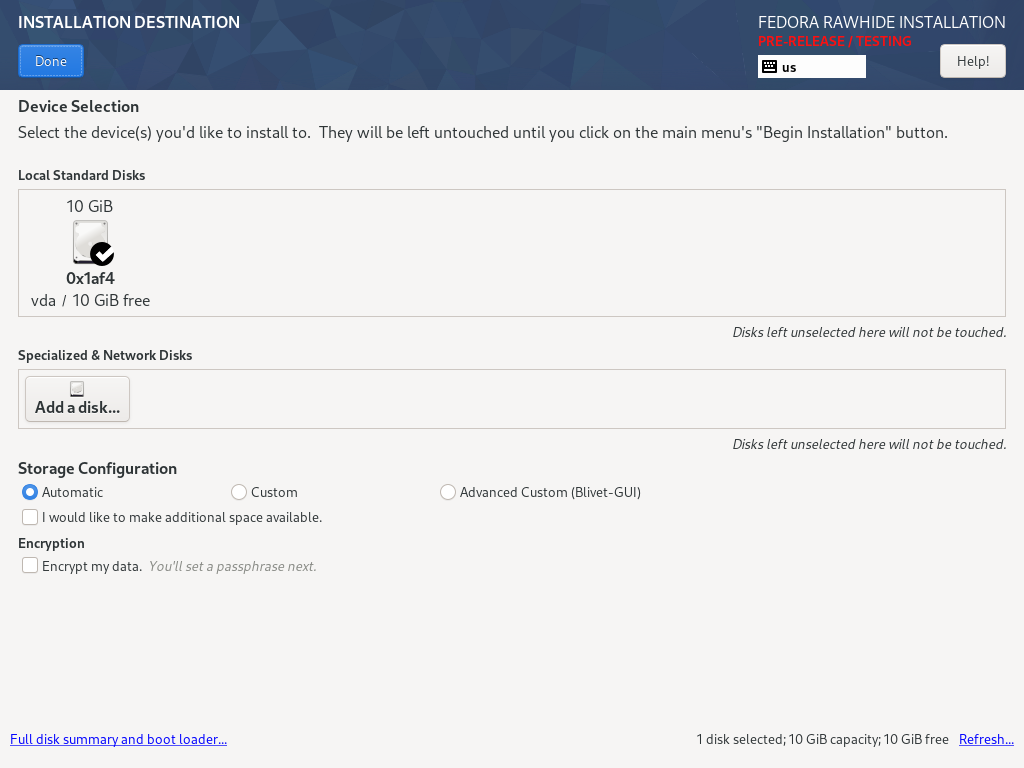 INSTALLATION DESTINATION
FEDORA RAWHIDE INSTALLATION
PRE-RELEASE / TESTING
Done
us
Help!
Device Selection
Select the device(s) you'd like to install to.  They will be left untouched until you click on the main menu's "Begin Installation" button.
Local Standard Disks
10 GiB
0x1af4
vda / 10 GiB free
Disks left unselected here will not be touched.
Specialized & Network Disks
Add a disk...
Disks left unselected here will not be touched.
Storage Configuration
Automatic
Custom
Advanced Custom (Blivet-GUI)
I would like to make additional space available.
Encryption
Encrypt my data. You'll set a passphrase next.
Full disk summary and boot loader...
1 disk selected; 10 GiB capacity; 10 GiB free
Refresh...